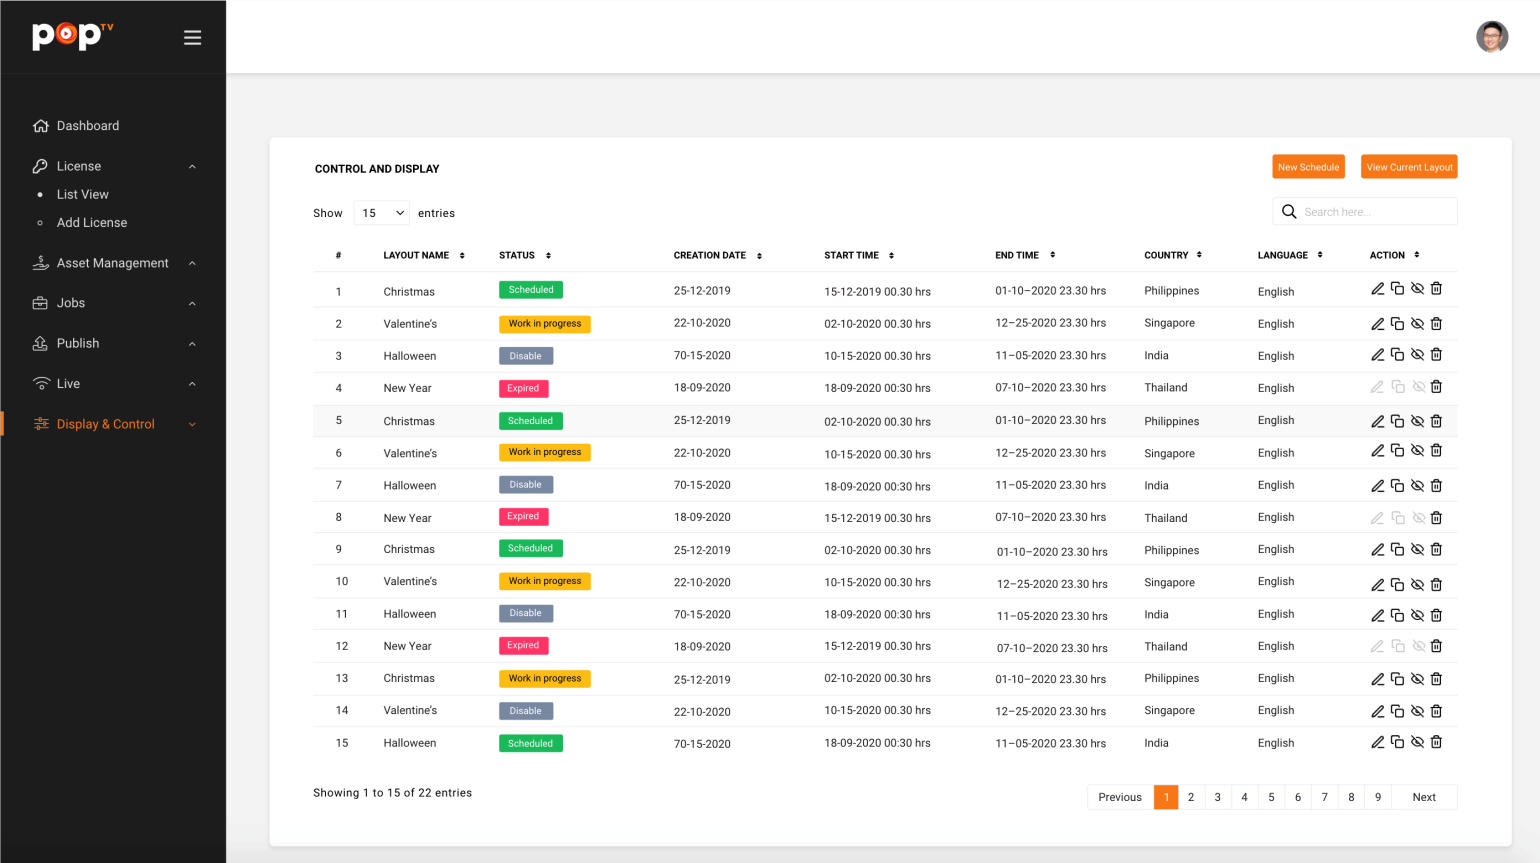 pop TV
Dashboard
License
List View
Add License
Asset Management
Jobs
Publish
Live
Display & Control
CONTROL AND DISPLAY
New Schedule
View Current Layout
Show 15 entries
Search here...
# LAYOUT NAME STATUS CREATION DATE START TIME END TIME COUNTRY LANGUAGE ACTION
1 Christmas Scheduled 25-12-2019 15-12-2019 00.30 hrs 01-10–2020 23.30 hrs Philippines English
2 Valentine's Work in progress 22-10-2020 02-10-2020 00.30 hrs 12–25-2020 23.30 hrs Singapore English
3 Halloween Disable 70-15-2020 10-15-2020 00.30 hrs 11–05-2020 23.30 hrs India English
4 New Year Expired 18-09-2020 18-09-2020 00:30 hrs 07-10–2020 23.30 hrs Thailand English
5 Christmas Scheduled 25-12-2019 02-10-2020 00.30 hrs 01-10–2020 23.30 hrs Philippines English
6 Valentine's Work in progress 22-10-2020 10-15-2020 00.30 hrs 12–25-2020 23.30 hrs Singapore English
7 Halloween Disable 70-15-2020 18-09-2020 00:30 hrs 11–05-2020 23.30 hrs India English
8 New Year Expired 18-09-2020 15-12-2019 00.30 hrs 07-10–2020 23.30 hrs Thailand English
9 Christmas Scheduled 25-12-2019 02-10-2020 00.30 hrs 01-10–2020 23.30 hrs Philippines English
10 Valentine's Work in progress 22-10-2020 10-15-2020 00.30 hrs 12–25-2020 23.30 hrs Singapore English
11 Halloween Disable 70-15-2020 18-09-2020 00:30 hrs 11–05-2020 23.30 hrs India English
12 New Year Expired 18-09-2020 15-12-2019 00.30 hrs 07-10–2020 23.30 hrs Thailand English
13 Christmas Work in progress 25-12-2019 02-10-2020 00.30 hrs 01-10–2020 23.30 hrs Philippines English
14 Valentine's Disable 22-10-2020 10-15-2020 00.30 hrs 12–25-2020 23.30 hrs Singapore English
15 Halloween Scheduled 70-15-2020 18-09-2020 00:30 hrs 11–05-2020 23.30 hrs India English
Showing 1 to 15 of 22 entries
Previous 1 2 3 4 5 6 7 8 9 Next